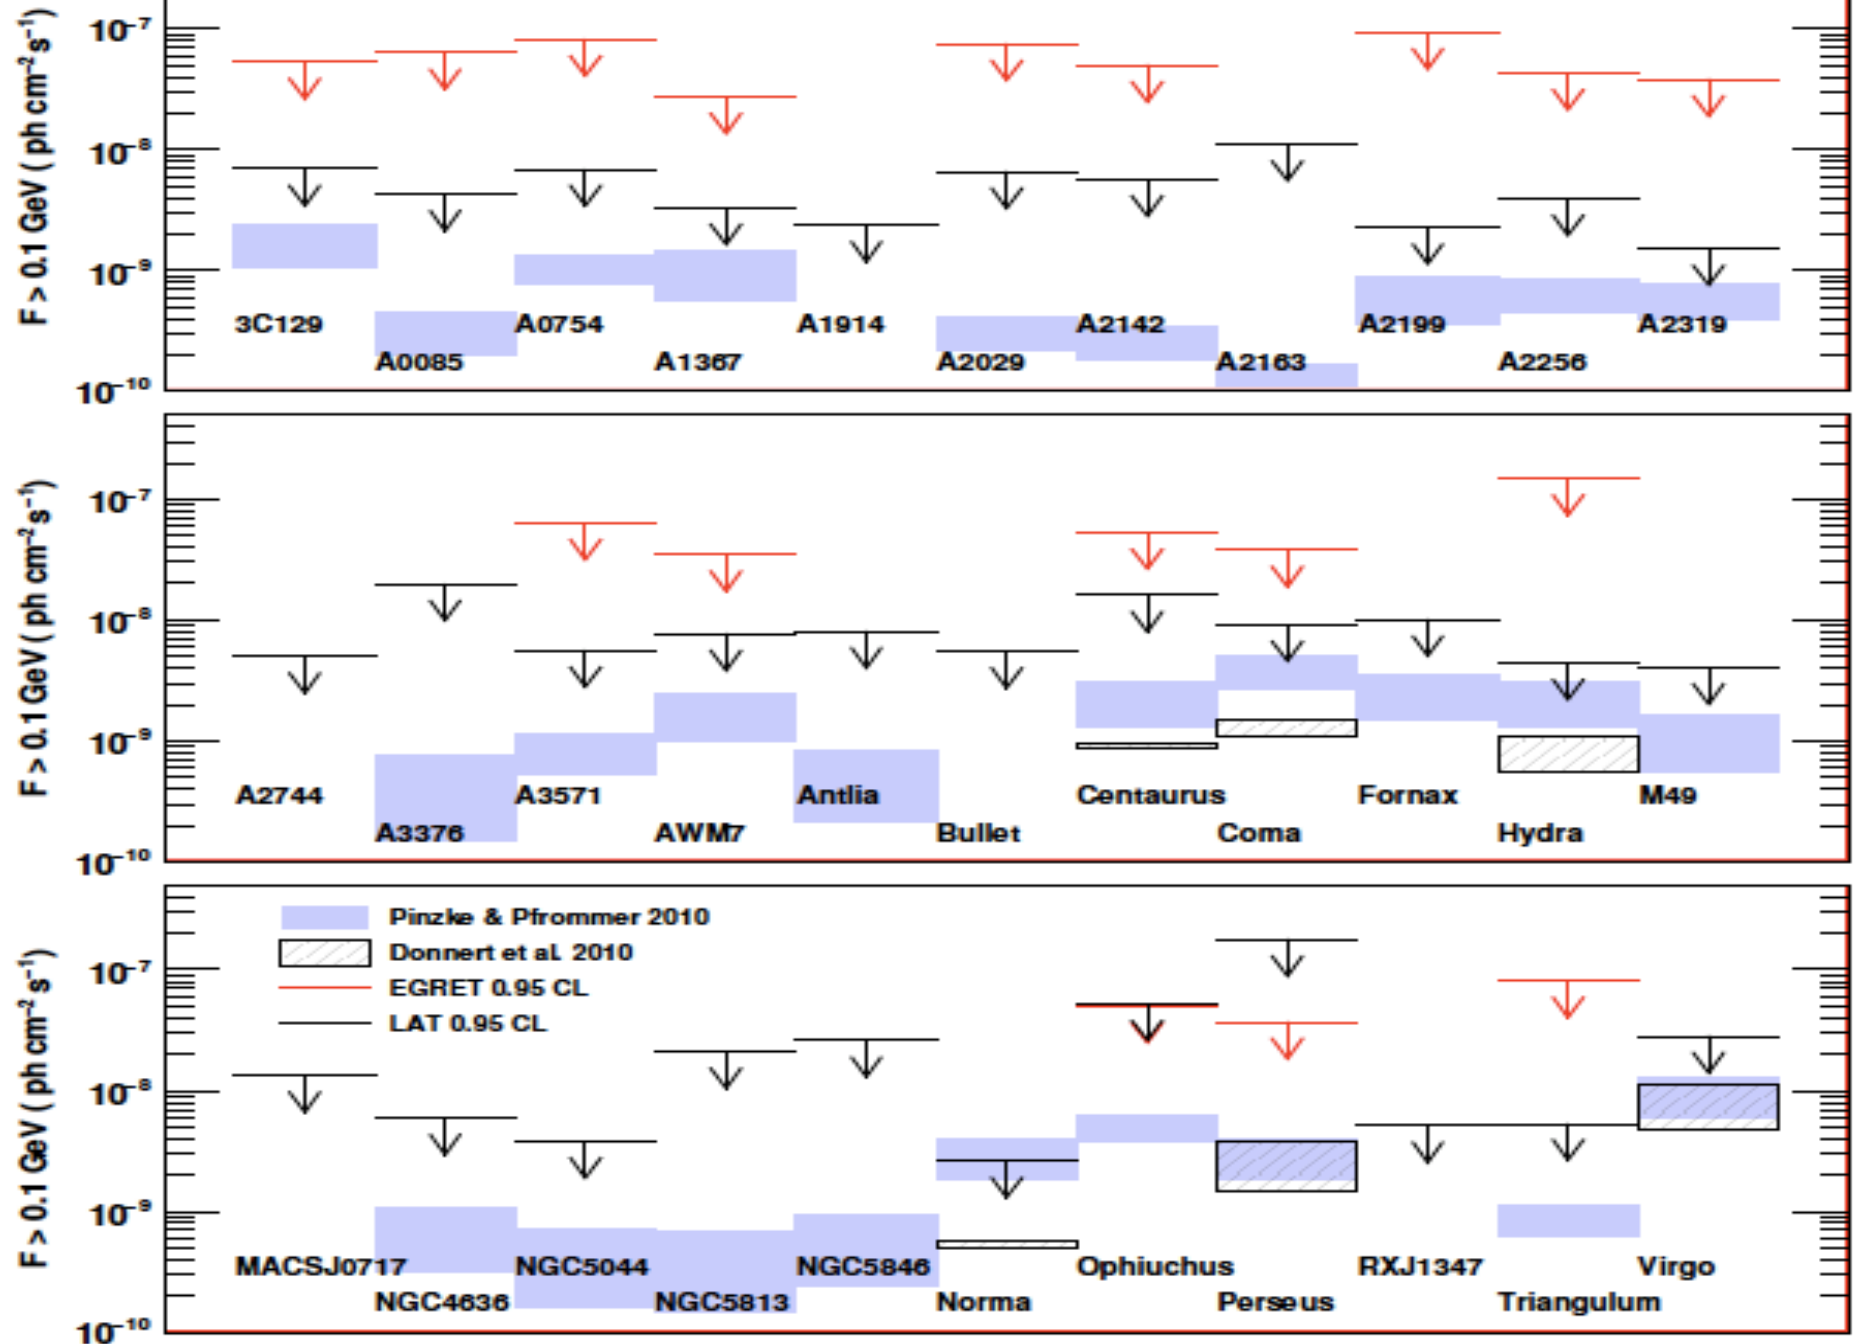 F > 0.1 GeV ( ph cm⁻² s⁻¹)
10⁻⁷
10⁻⁸
10⁻⁹
10⁻¹⁰
3C129 A0754 A1914 A2142 A2199 A2319
A0085 A1367 A2029 A2163 A2256
F > 0.1 GeV ( ph cm⁻² s⁻¹)
10⁻⁷
10⁻⁸
10⁻⁹
10⁻¹⁰
A2744 A3571 Antlia Centaurus Fornax M49
A3376 AWM7 Bullet Coma Hydra
F > 0.1 GeV ( ph cm⁻² s⁻¹)
10⁻⁷
10⁻⁸
10⁻⁹
10⁻¹⁰
Pinzke & Pfrommer 2010
Donnert et al. 2010
EGRET 0.95 CL
LAT 0.95 CL
MACSJ0717 NGC5044 NGC5846 Ophiuchus RXJ1347 Virgo
NGC4636 NGC5813 Norma Perseus Triangulum